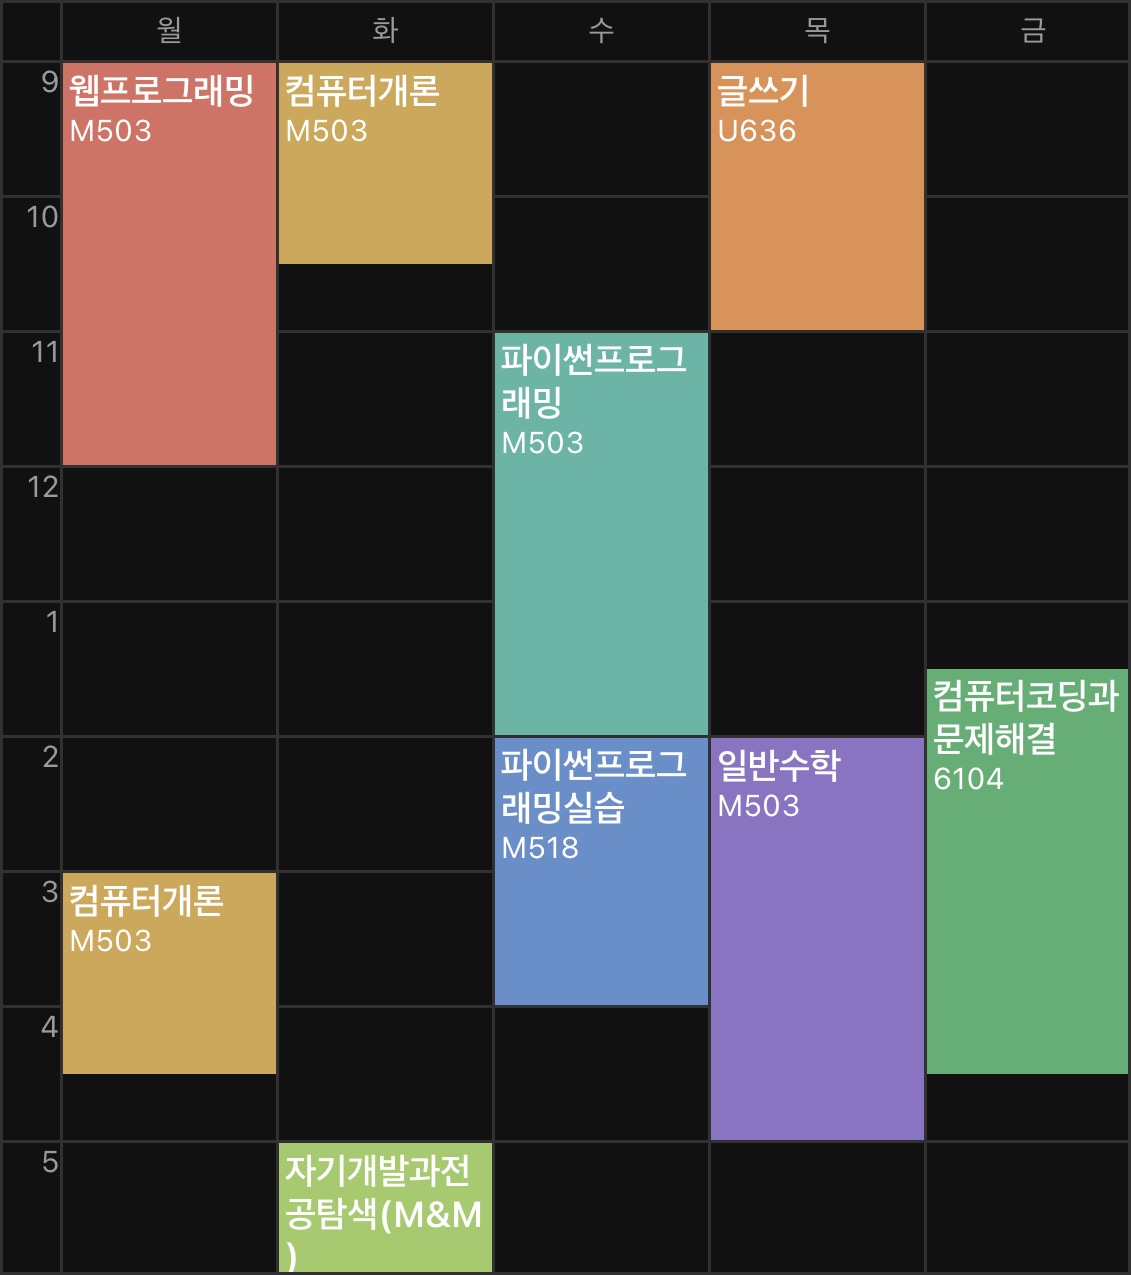 월 화 수 목 금
9
웹프로그래밍
M503
컴퓨터개론
M503
글쓰기
U636
10
11
파이썬프로그
래밍
M503
12
1
컴퓨터코딩과
문제해결
6104
2
파이썬프로그
래밍실습
M518
일반수학
M503
3
컴퓨터개론
M503
4
5
자기개발과전
공탐색(M&M
)